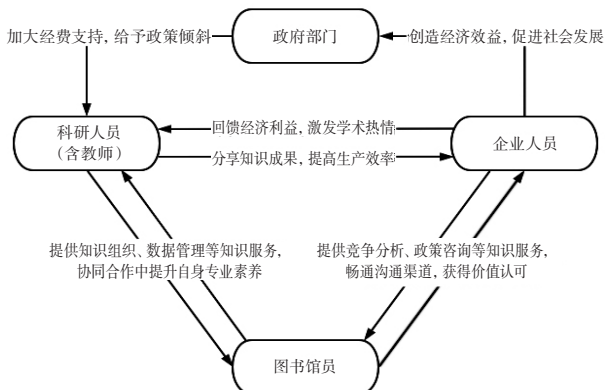 加大经费支持, 给予政策倾斜
政府部门
创造经济效益, 促进社会发展
科研人员
（含教师）
回馈经济利益, 激发学术热情
分享知识成果, 提高生产效率
企业人员
提供知识组织、数据管理等知识服务,
协同合作中提升自身专业素养
提供竞争分析、政策咨询等知识服务,
畅通沟通渠道, 获得价值认可
图书馆员